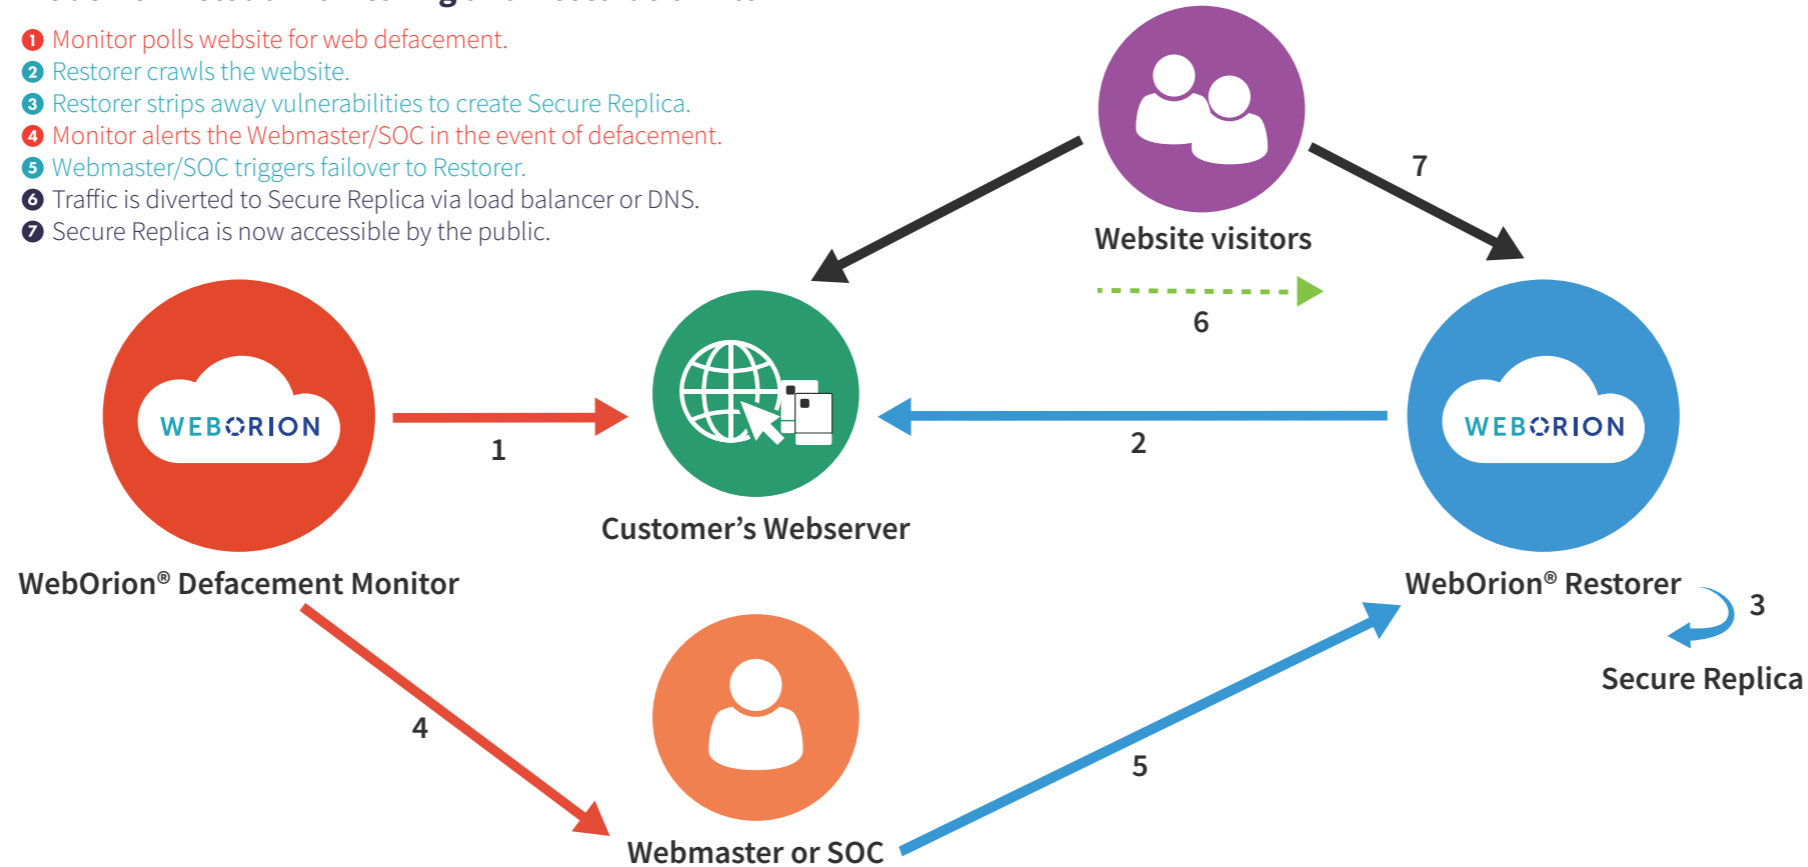 1 Monitor polls website for web defacement.
2 Restorer crawls the website.
3 Restorer strips away vulnerabilities to create Secure Replica.
4 Monitor alerts the Webmaster/SOC in the event of defacement.
5 Webmaster/SOC triggers failover to Restorer.
6 Traffic is diverted to Secure Replica via load balancer or DNS.
7 Secure Replica is now accessible by the public.
7
Website visitors
6
WEBORION
1
2
WEBORION
Customer's Webserver
WebOrion® Defacement Monitor
WebOrion® Restorer
3
Secure Replica
4
5
Webmaster or SOC